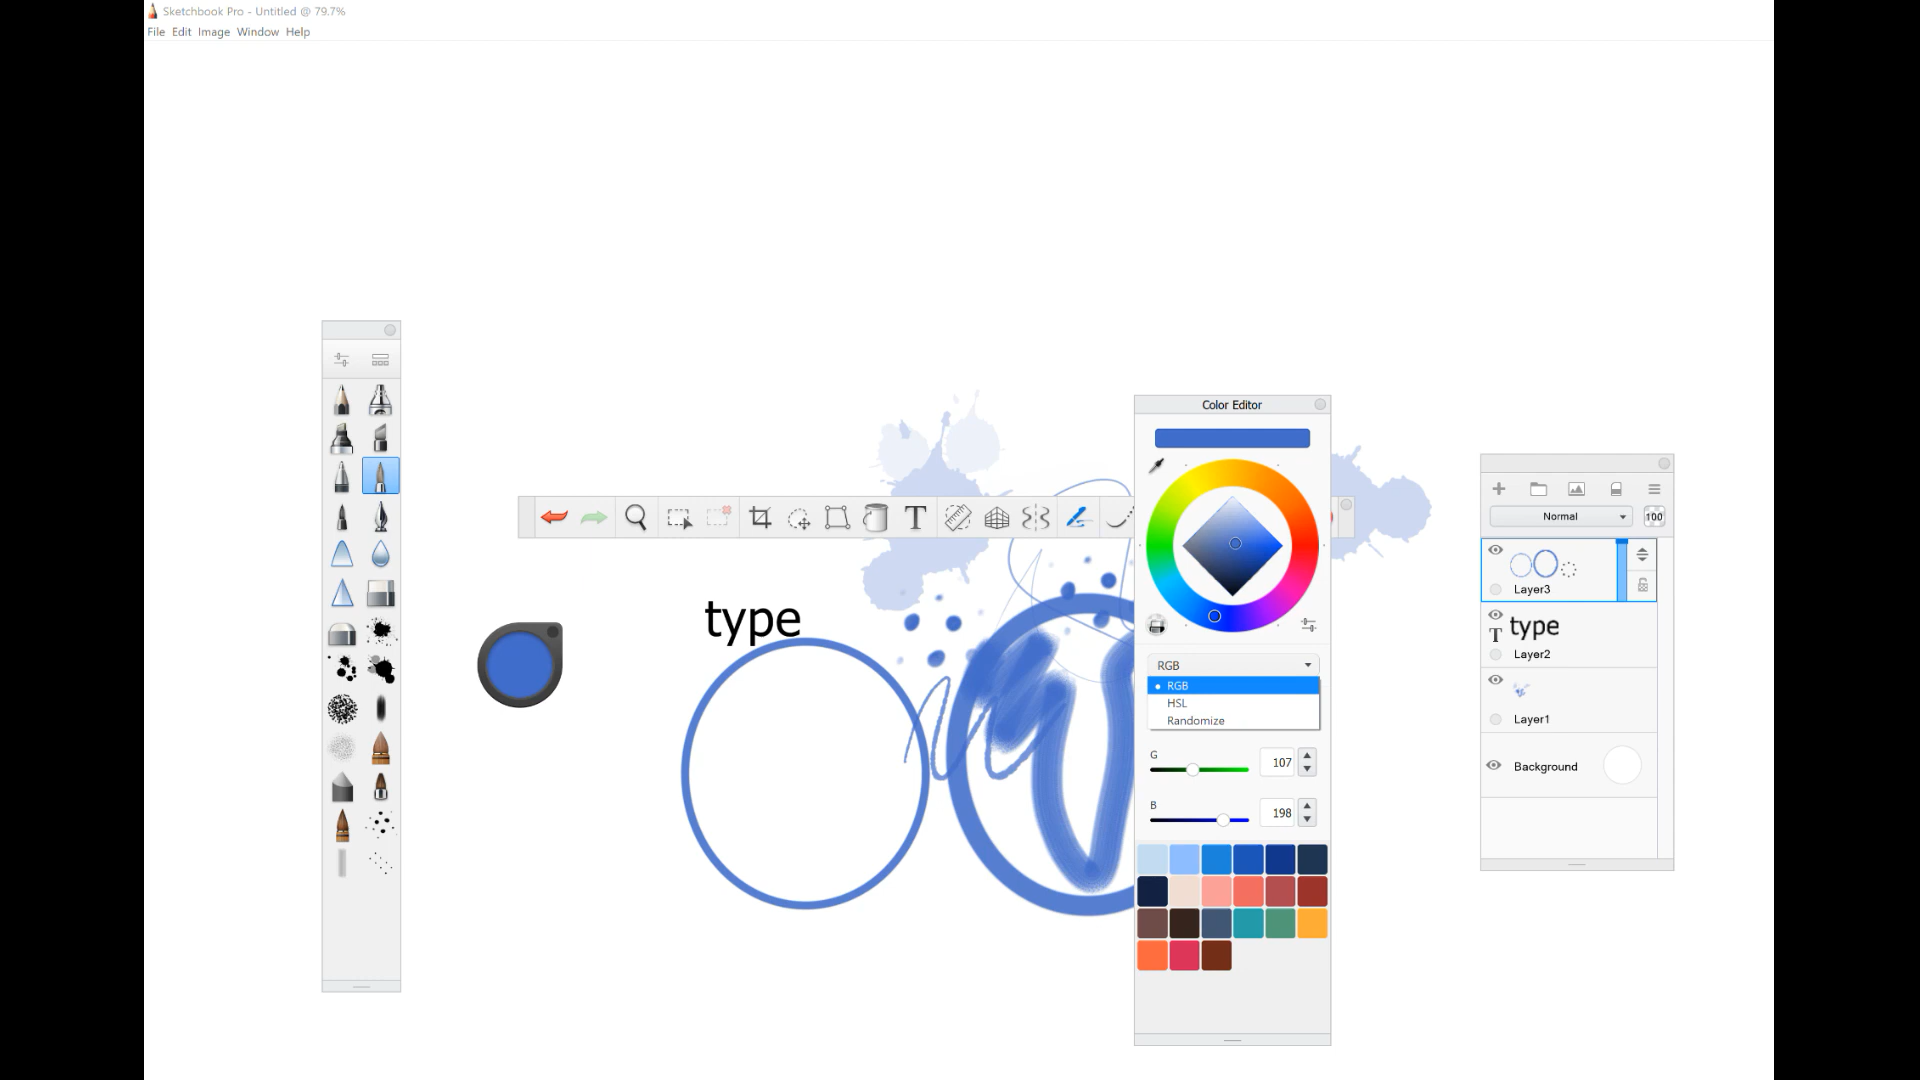 Sketchbook Pro - Untitled @ 79.7%
File Edit Image Window Help
Color Editor
RGB
RGB
HSL
Randomize
G 107
B 198
type
T
Normal 100
Layer3
T type
Layer2
Layer1
Background